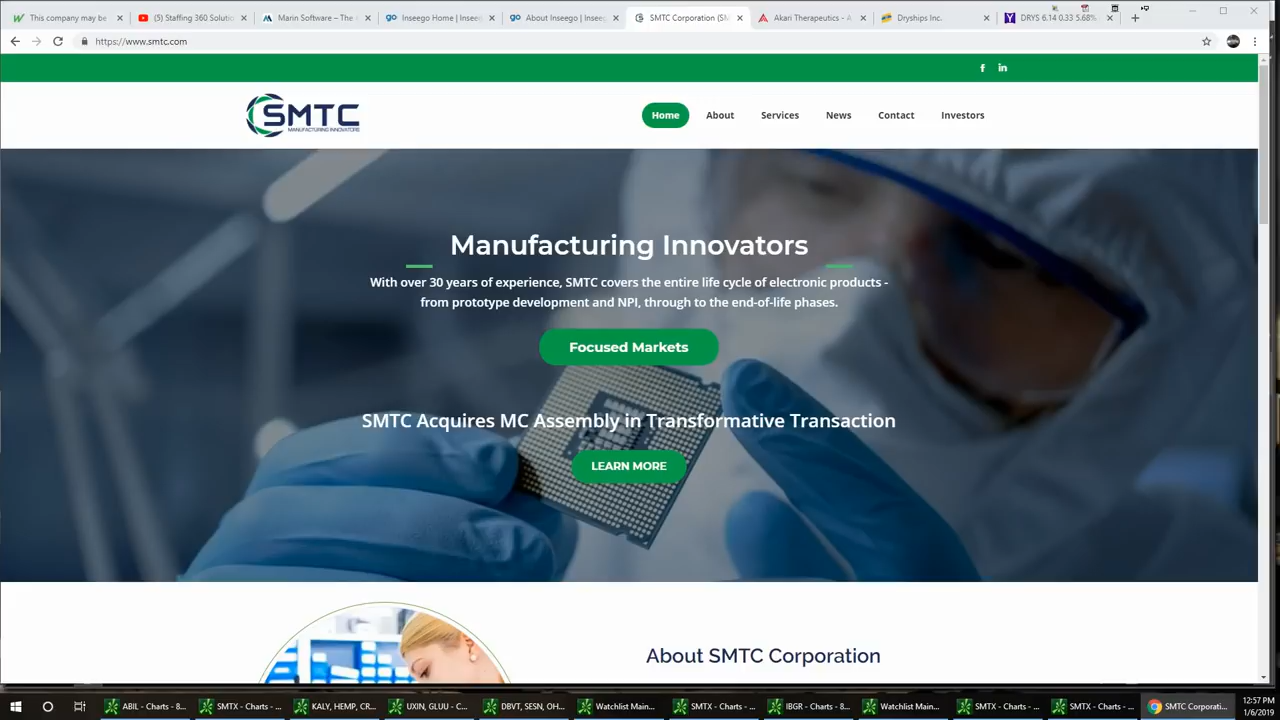 This company may be
(5) Staffing 360 Soluti
Marin Software – The
Inseego Home | Inseeg
About Inseego | Inseeg
SMTC Corporation (SM
Akari Therapeutics - A
Dryships Inc.
DRYS 6.14 0.33 5.68%
https://www.smtc.com
SMTC
MANUFACTURING INNOVATORS
Home
About
Services
News
Contact
Investors
Manufacturing Innovators
With over 30 years of experience, SMTC covers the entire life cycle of electronic products -
from prototype development and NPI, through to the end-of-life phases.
Focused Markets
SMTC Acquires MC Assembly in Transformative Transaction
LEARN MORE
About SMTC Corporation
ABIL - Charts - 8...
SMTX - Charts - ...
KALY, HEMP, CR...
UXIN, GLUU - C...
DBVT, SESN, OH...
Watchlist Main...
SMTX - Charts - ...
IBGR - Charts - 8...
Watchlist Main...
SMTX - Charts - ...
SMTX - Charts - ...
SMTC Corporati...
12:57 PM
1/6/2019